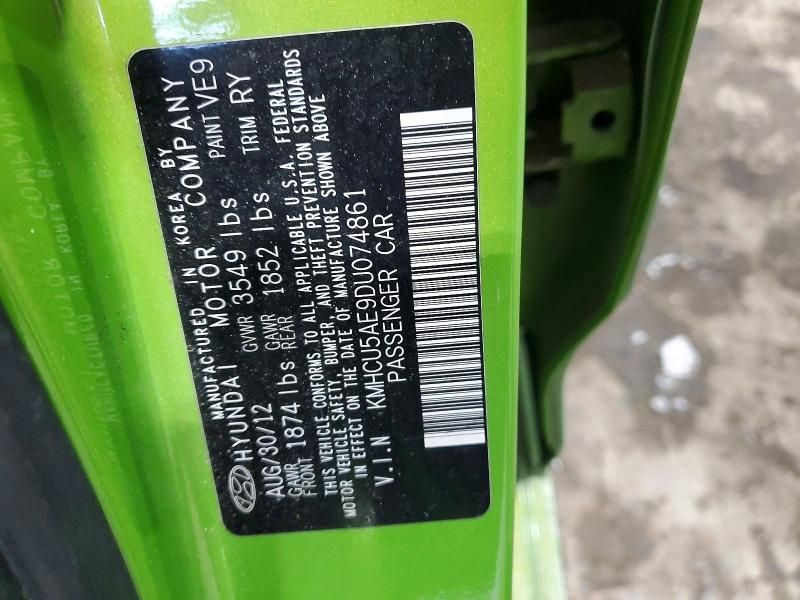 MANUFACTURED IN KOREA BY
HYUNDAI MOTOR COMPANY
AUG/30/12 GVWR 3549 lbs PAINT VE9
GAWR FRONT 1874 lbs GAWR REAR 1852 lbs TRIM RY
THIS VEHICLE CONFORMS TO ALL APPLICABLE U.S.A. FEDERAL
MOTOR VEHICLE SAFETY, BUMPER, AND THEFT PREVENTION STANDARDS
IN EFFECT ON THE DATE OF MANUFACTURE SHOWN ABOVE
V.I.N KMHCU5AE9DU074861
PASSENGER CAR